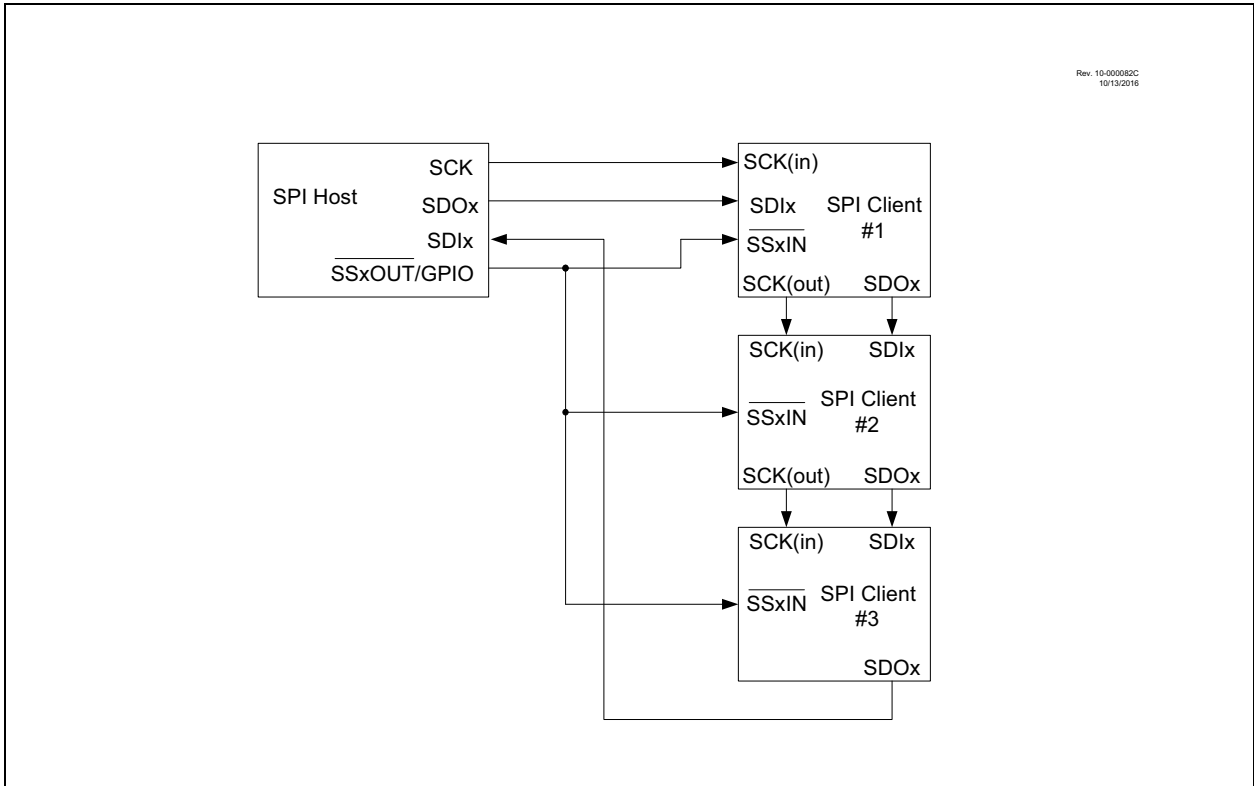 Rev. 10-000082C
10/13/2016
SPI Host
SCK
SDOx
SDIx
SSxOUT/GPIO
SCK(in)
SDIx
SPI Client
#1
SSxIN
SCK(out) SDOx
SCK(in) SDIx
SPI Client
#2
SSxIN
SCK(out) SDOx
SCK(in) SDIx
SPI Client
#3
SSxIN
SDOx